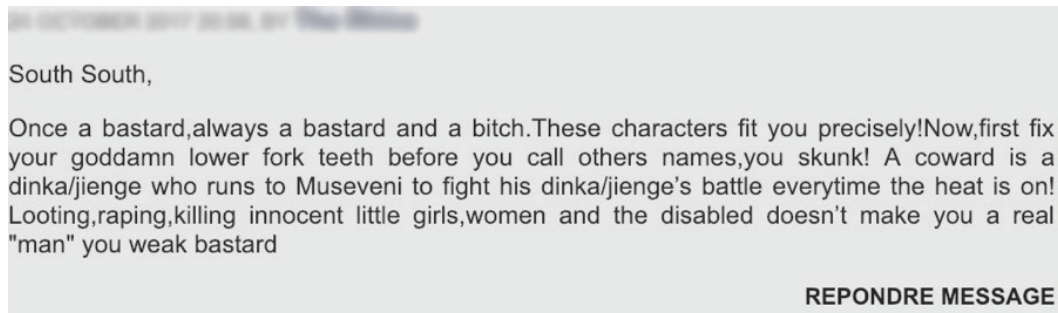 South South,
Once a bastard,always a bastard and a bitch.These characters fit you precisely!Now,first fix
your goddamn lower fork teeth before you call others names,you skunk! A coward is a
dinka/jienge who runs to Museveni to fight his dinka/jienge’s battle everytime the heat is on!
Looting,raping,killing innocent little girls,women and the disabled doesn’t make you a real
"man" you weak bastard
REPONDRE MESSAGE